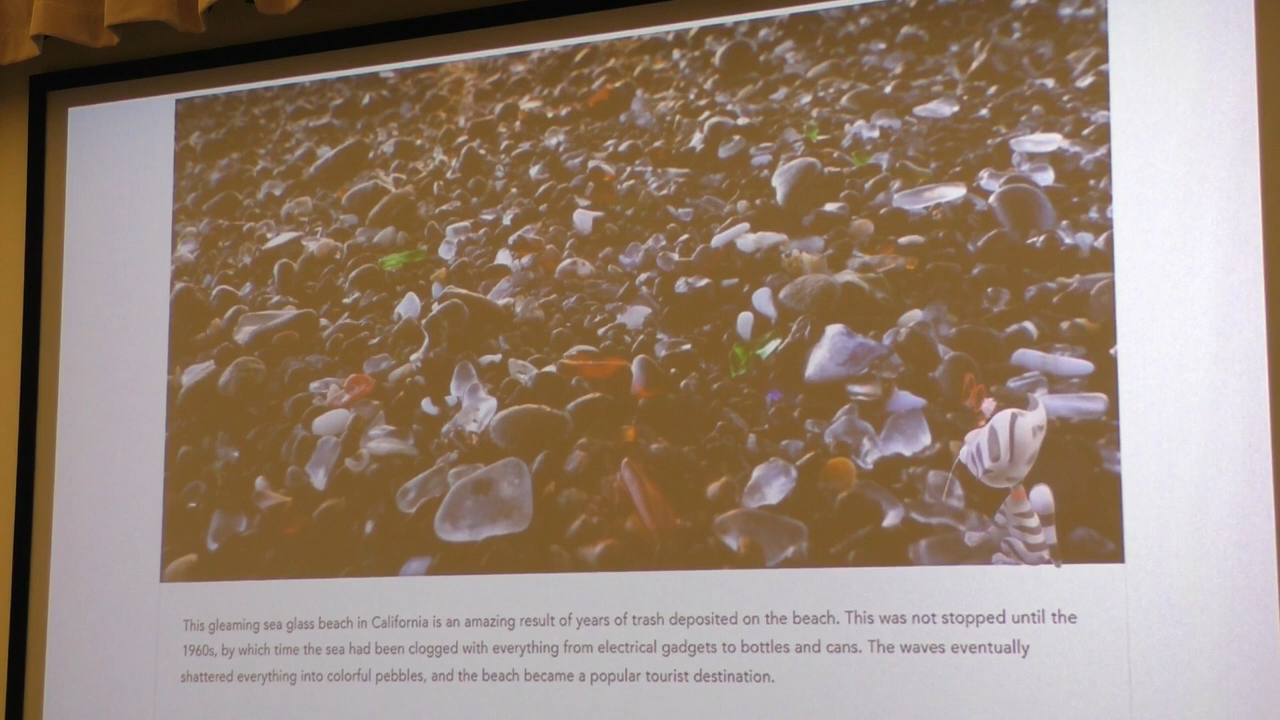 This gleaming sea glass beach in California is an amazing result of years of trash deposited on the beach. This was not stopped until the
1960s, by which time the sea had been clogged with everything from electrical gadgets to bottles and cans. The waves eventually
shattered everything into colorful pebbles, and the beach became a popular tourist destination.